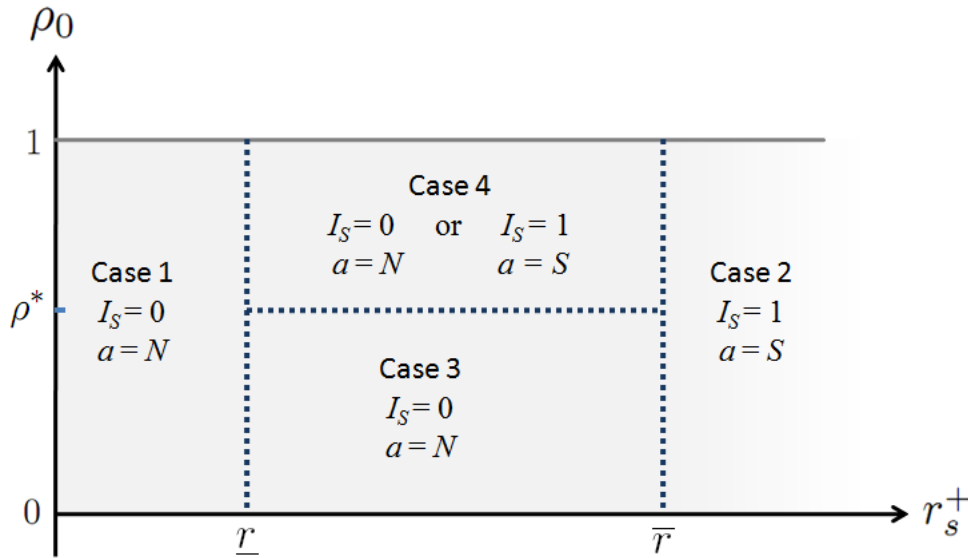 ρ₀
1
Case 4
I_S = 0 or I_S = 1
a = N a = S
Case 1
I_S = 0
a = N
Case 2
I_S = 1
a = S
ρ*
Case 3
I_S = 0
a = N
0
r̲
r̅
r_s^+